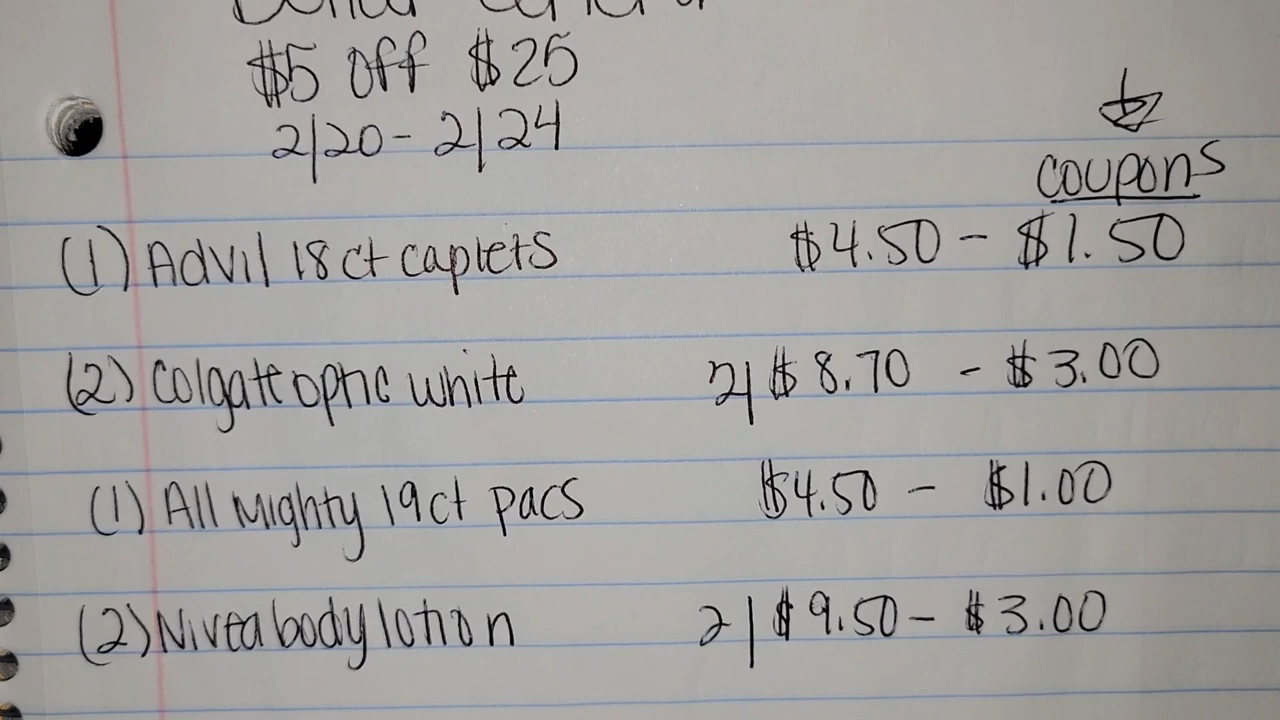 $5 off $25
2/20 - 2/24
coupons
(1) Advil 18ct caplets $4.50 - $1.50
(2) Colgate optic white 2/$8.70 - $3.00
(1) All Mighty 19ct pacs $4.50 - $1.00
(2) Nivea body lotion 2/$9.50 - $3.00